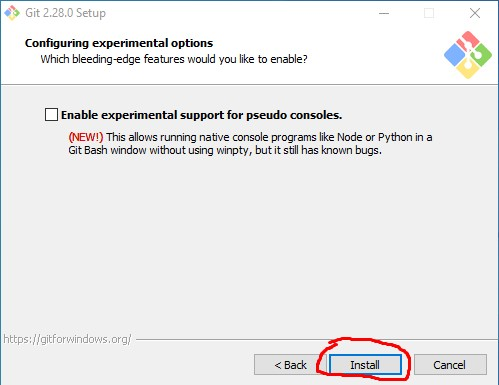 Git 2.28.0 Setup
Configuring experimental options
Which bleeding-edge features would you like to enable?
Enable experimental support for pseudo consoles.
(NEW!) This allows running native console programs like Node or Python in a
Git Bash window without using winpty, but it still has known bugs.
https://gitforwindows.org/
< Back
Install
Cancel